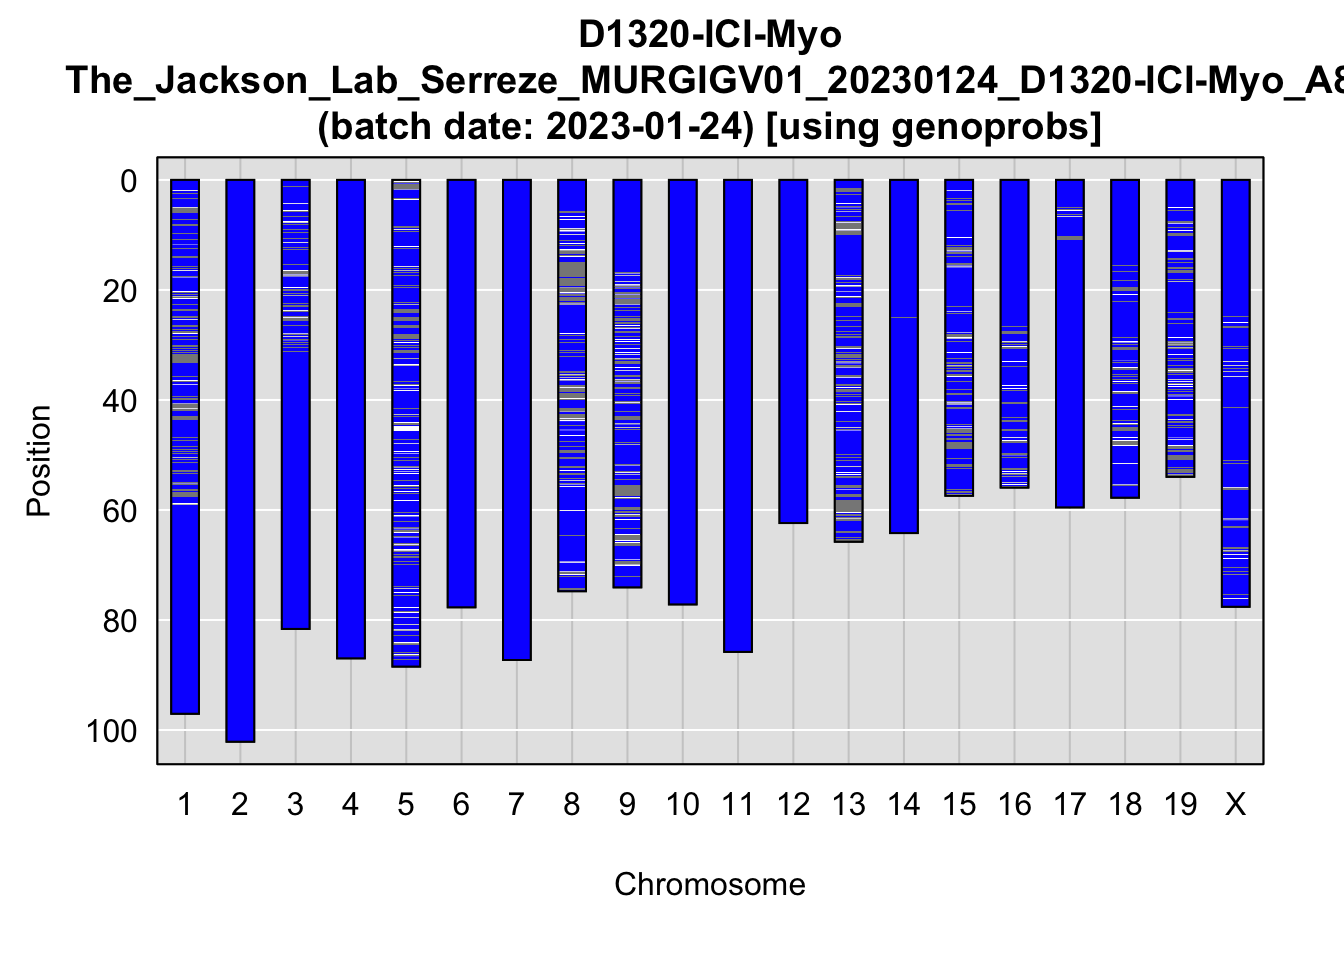 D1320-ICI-Myo
The_Jackson_Lab_Serreze_MURGIGV01_20230124_D1320-ICI-Myo_A8
(batch date: 2023-01-24) [using genoprobs]
0
20
40
60
80
100
Position
1 2 3 4 5 6 7 8 9 10 11 12 13 14 15 16 17 18 19 X
Chromosome